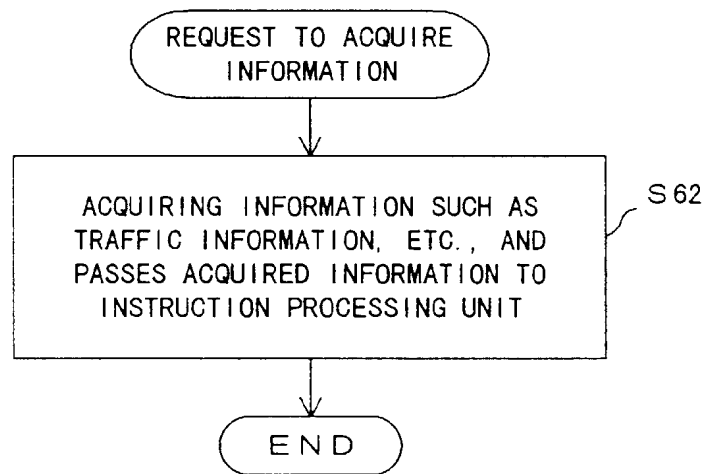 REQUEST TO ACQUIRE
INFORMATION
ACQUIRING INFORMATION SUCH AS
TRAFFIC INFORMATION, ETC., AND
PASSES ACQUIRED INFORMATION TO
INSTRUCTION PROCESSING UNIT
S62
END